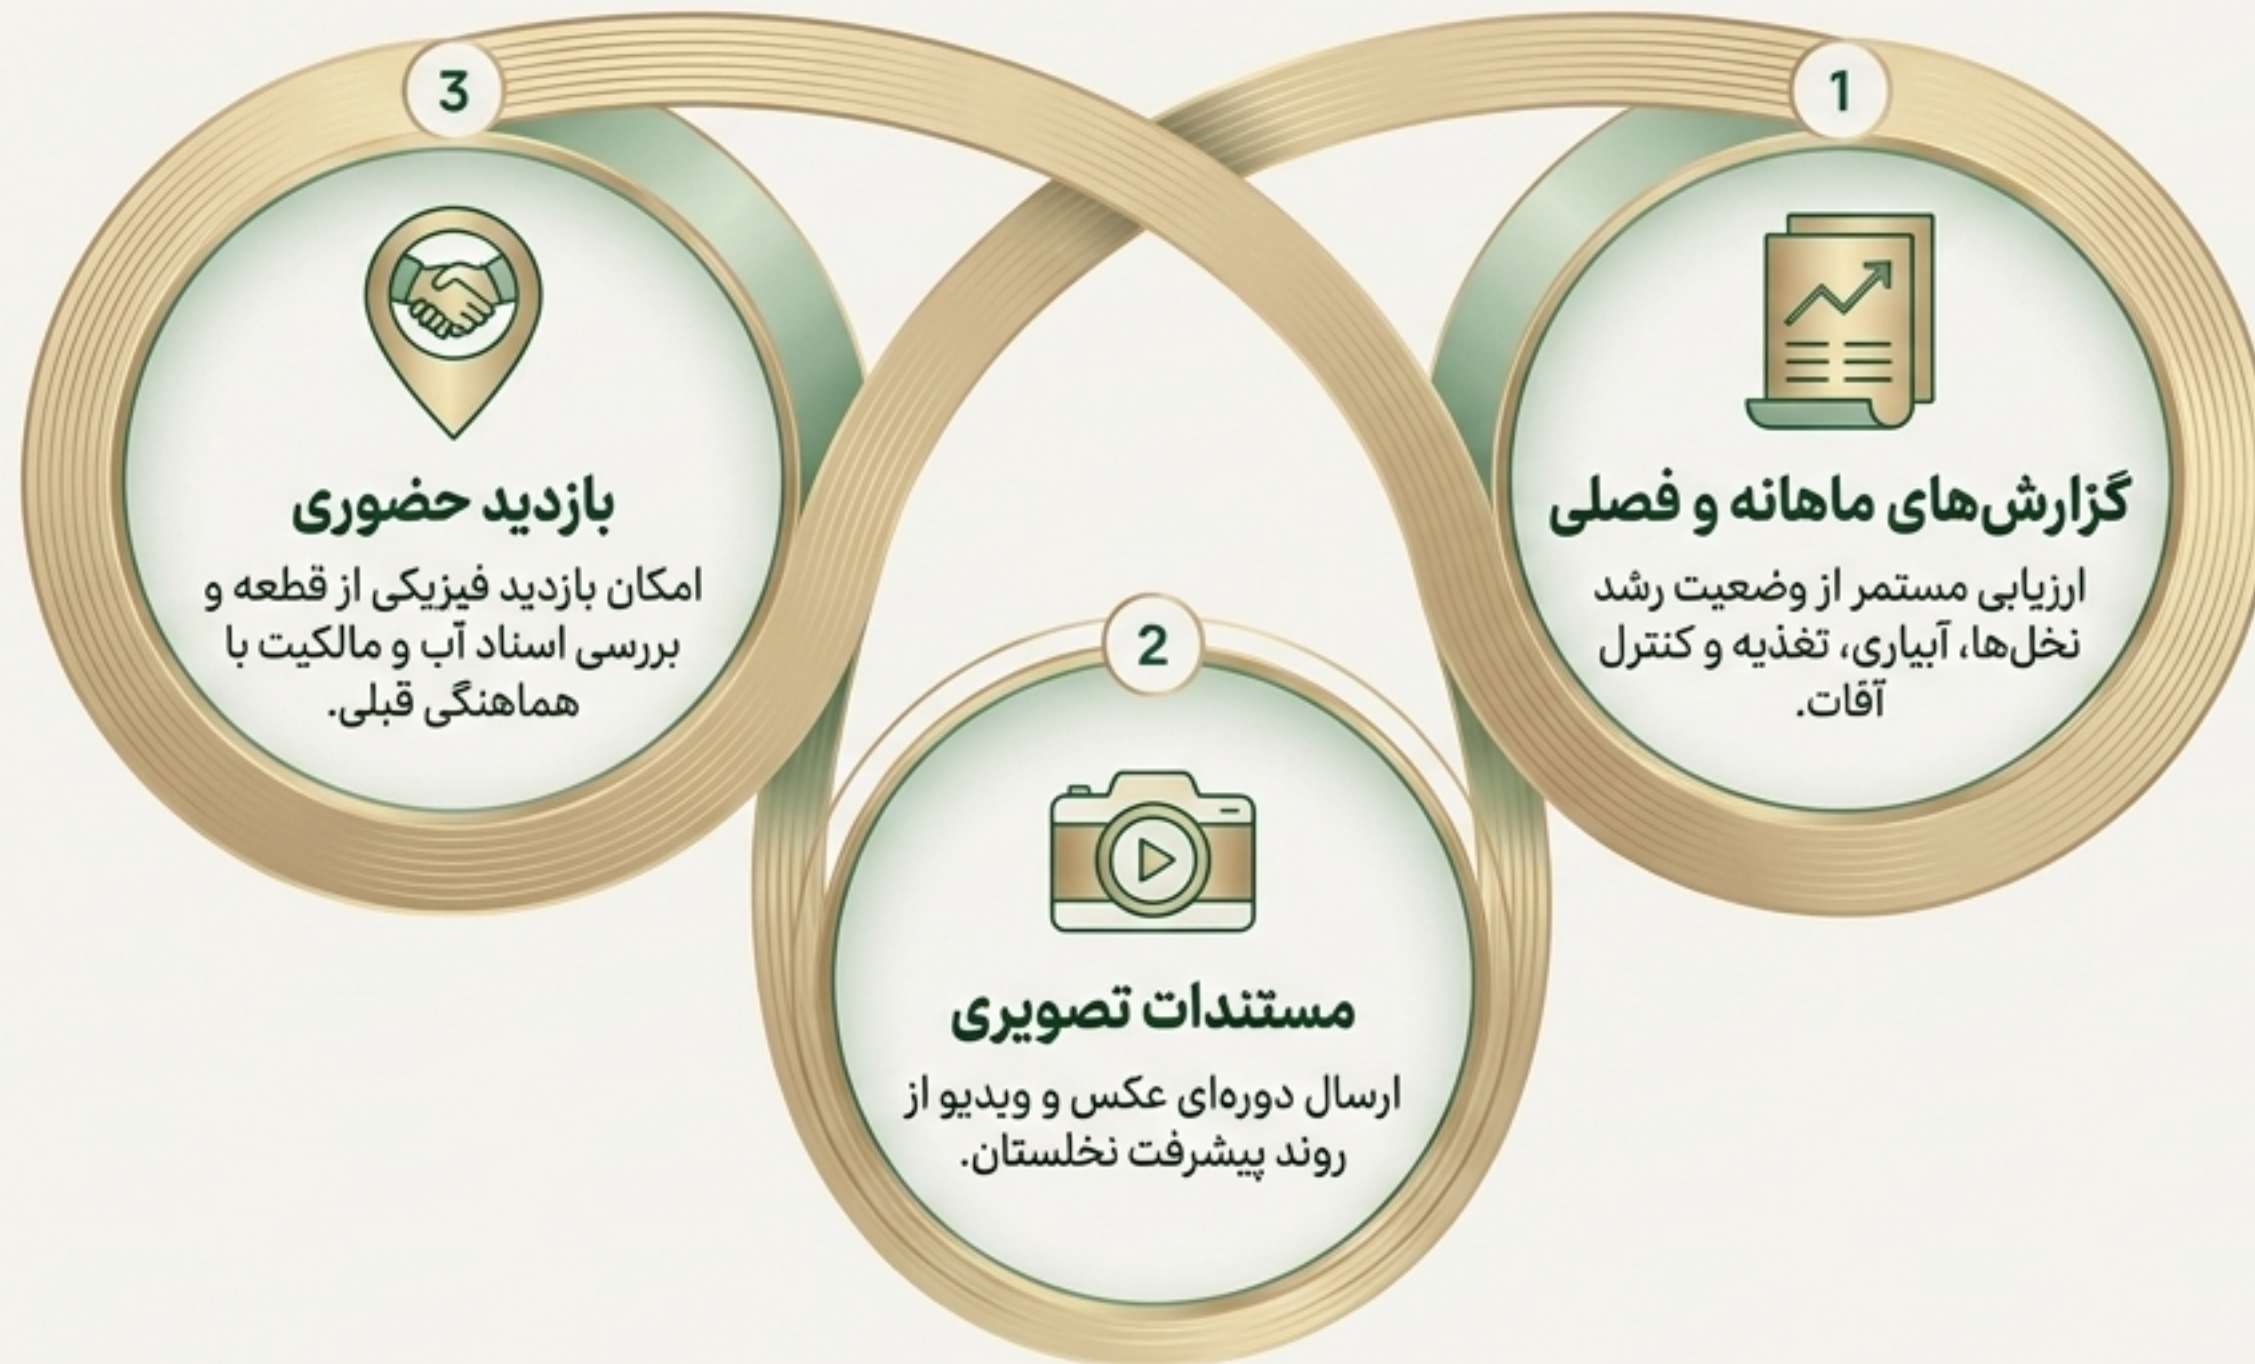 1
گزارش‌های ماهانه و فصلی
ارزیابی مستمر از وضعیت رشد
نخل‌ها، آبیاری، تغذیه و کنترل
آفات.
2
مستندات تصویری
ارسال دوره‌ای عکس و ویدیو از
روند پیشرفت نخلستان.
3
بازدید حضوری
امکان بازدید فیزیکی از قطعه و
بررسی اسناد آب و مالکیت با
هماهنگی قبلی.